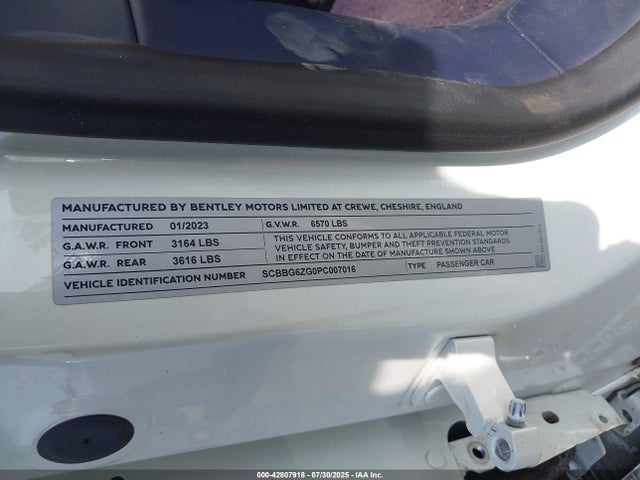 MANUFACTURED BY BENTLEY MOTORS LIMITED AT CREWE, CHESHIRE, ENGLAND
MANUFACTURED 01/2023 G.V.W.R. 6570 LBS
G.A.W.R. FRONT 3164 LBS
G.A.W.R. REAR 3616 LBS
THIS VEHICLE CONFORMS TO ALL APPLICABLE FEDERAL MOTOR
VEHICLE SAFETY, BUMPER AND THEFT PREVENTION STANDARDS
IN EFFECT ON THE DATE OF MANUFACTURE SHOWN ABOVE
VEHICLE IDENTIFICATION NUMBER SCBBG6ZG0PC007016 TYPE PASSENGER CAR
000-42807918 - 07/30/2025 - IAA Inc.